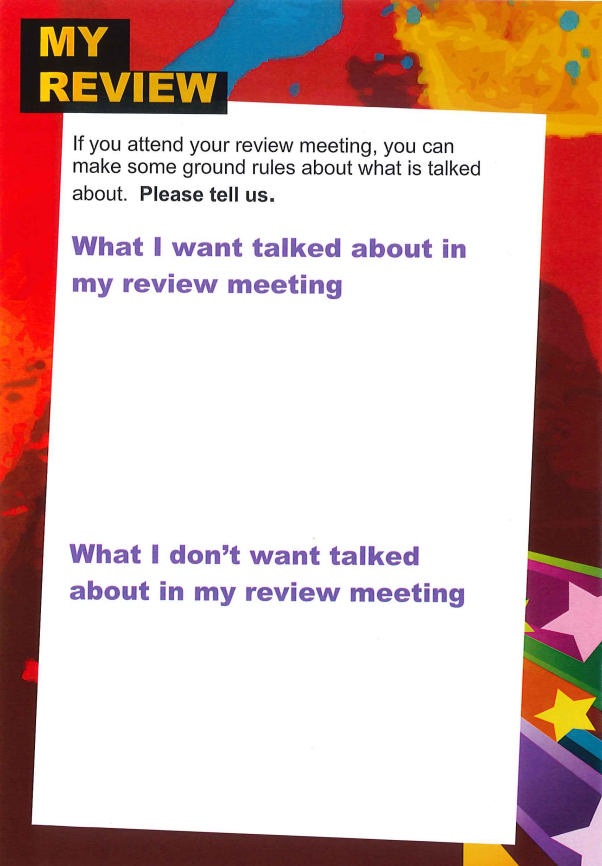 MY
REVIEW
If you attend your review meeting, you can
make some ground rules about what is talked
about. Please tell us.
What I want talked about in
my review meeting
What I don’t want talked
about in my review meeting